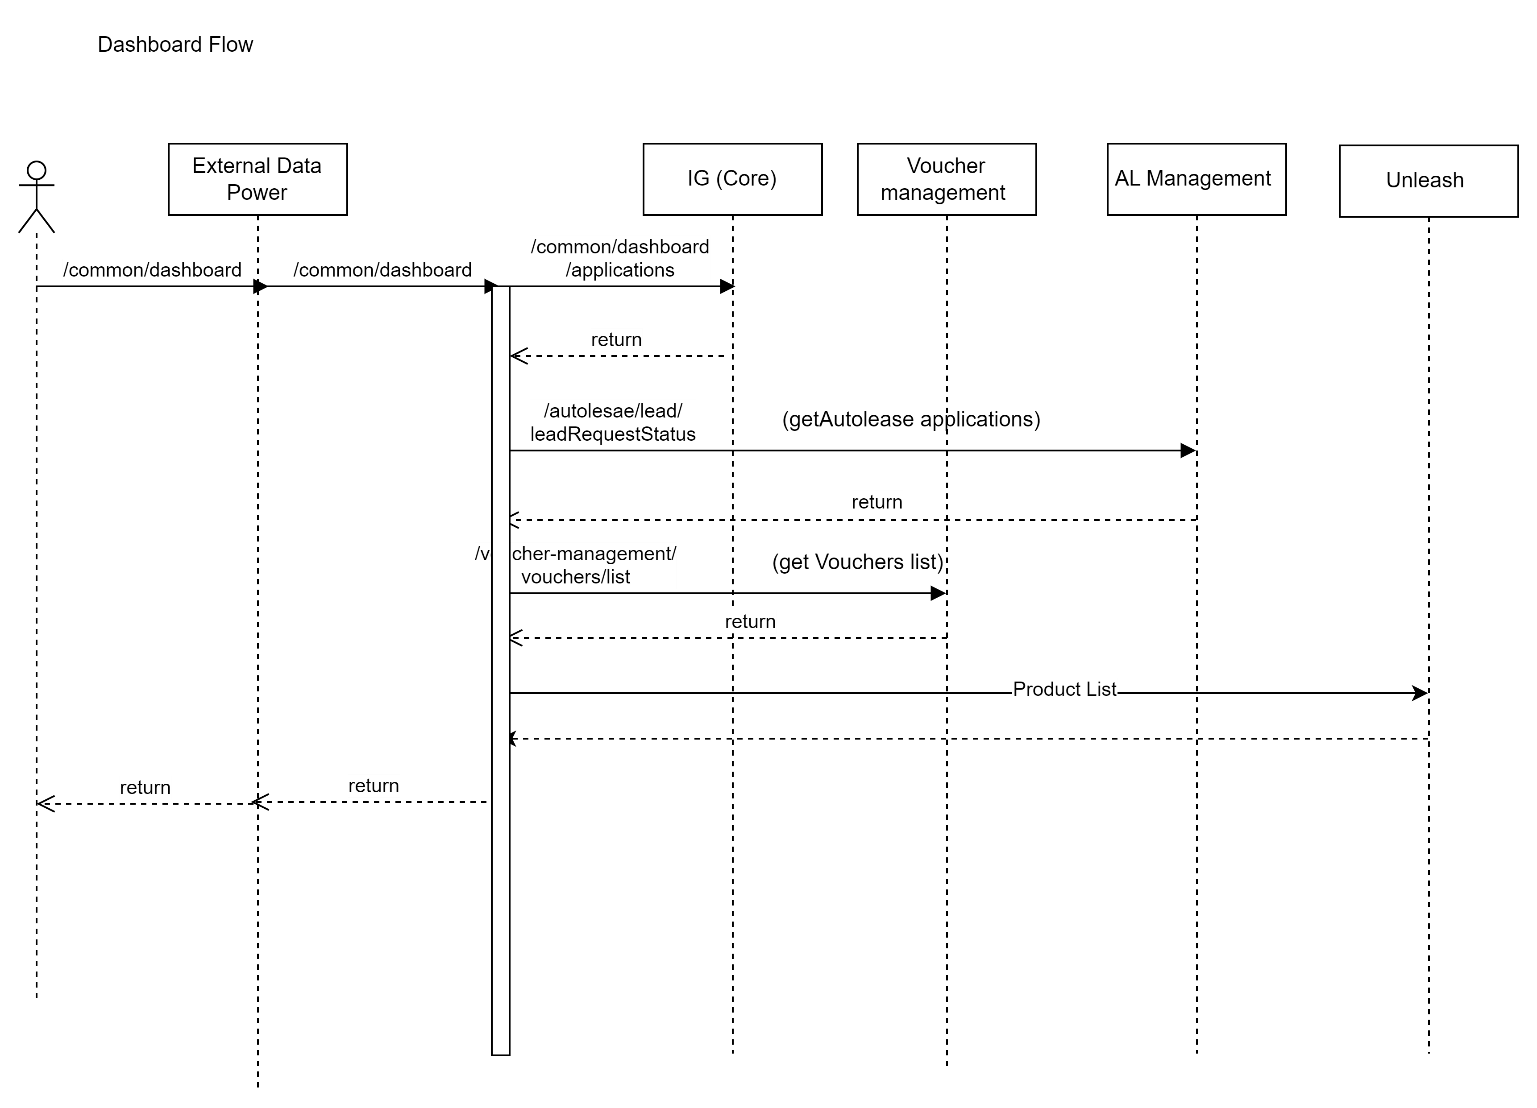 Dashboard Flow
External Data
Power
IG (Core)
Voucher
management
AL Management
Unleash
/common/dashboard
/common/dashboard
/common/dashboard
/applications
return
/autolesae/lead/
leadRequestStatus
(getAutolease applications)
return
/v cher-management/
vouchers/list
(get Vouchers list)
return
Product List
return
return